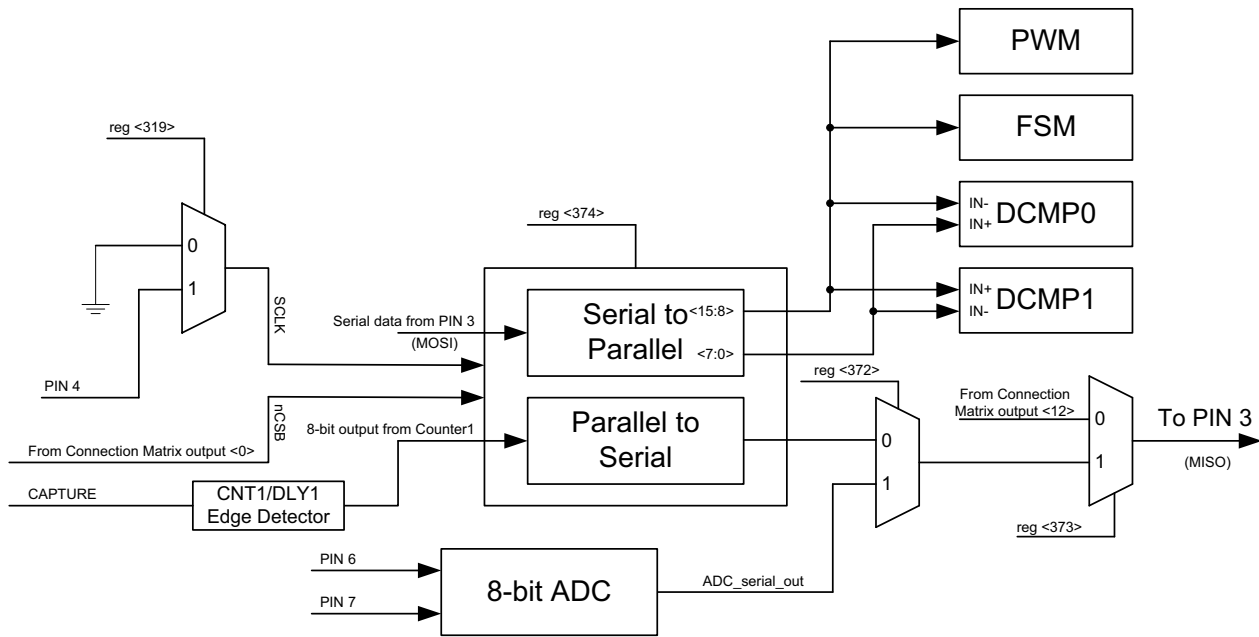 PWM
FSM
IN-
DCMP0
IN+
IN+
DCMP1
IN-
reg <319>
0
1
SCLK
PIN 4
nCSB
reg <374>
Serial data from PIN 3
(MOSI)
Serial to
Parallel
<15:8>
<7:0>
8-bit output from Counter1
Parallel to
Serial
From Connection Matrix output <0>
CAPTURE
CNT1/DLY1
Edge Detector
reg <372>
0
1
From Connection
Matrix output <12>
0
1
To PIN 3
(MISO)
reg <373>
PIN 6
PIN 7
8-bit ADC
ADC_serial_out